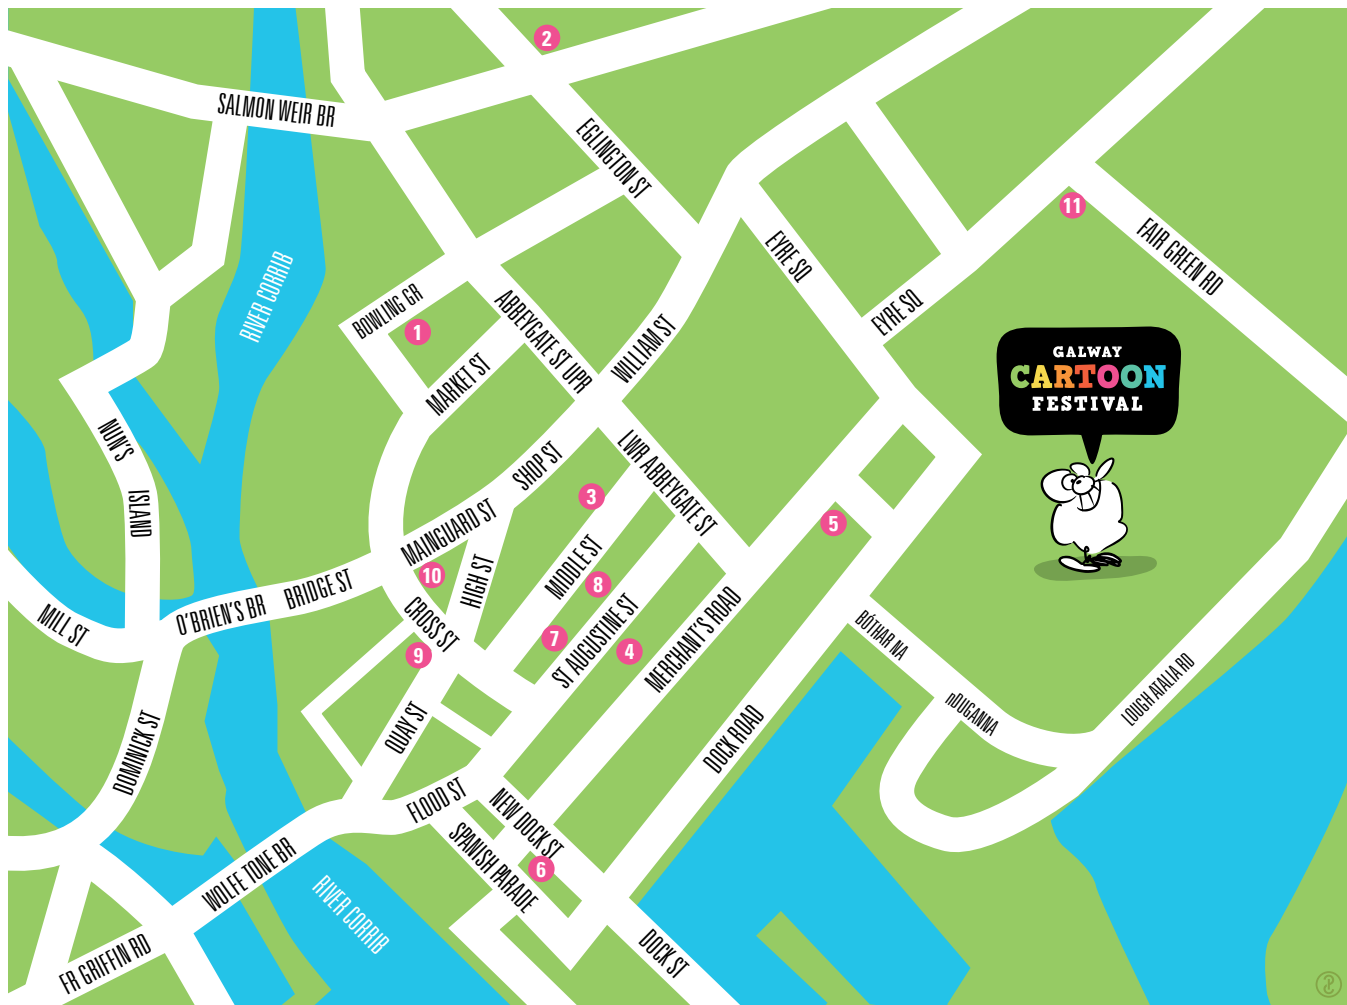 2
SALMON WEIR BR
EGLINGTON ST
11
FAIR GREEN RD
EYRE SQ
EYRE SQ
RIVER CORRIB
BOWLING GR
1
ABBEYGATE ST UPR
WILLIAM ST
MARKET ST
GALWAY
CARTOON
FESTIVAL
NUN'S
ISLAND
SHOP ST
LWR ABBEYGATE ST
3
5
MAINGUARD ST
10
HIGH ST
MIDDLE ST
8
O'BRIEN'S BR
BRIDGE ST
MILL ST
CROSS ST
9
7
ST AUGUSTINE ST
4
MERCHANT'S ROAD
BÓTHAR NA
nDUGANNA
LOUGH ATALIA RD
DOMINICK ST
QUAY ST
DOCK ROAD
FLOOD ST
NEW DOCK ST
SPANISH PARADE
6
WOLFE TONE BR
RIVER CORRIB
FR GRIFFIN RD
DOCK ST